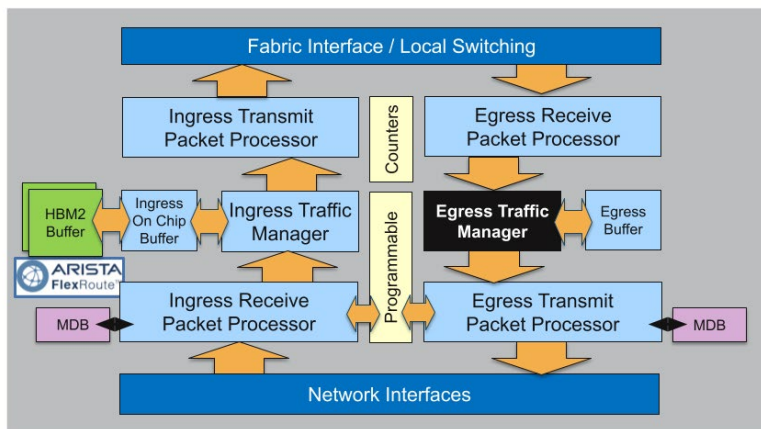 Fabric Interface / Local Switching
Ingress Transmit
Packet Processor
Counters
Egress Receive
Packet Processor
HBM2
Buffer
Ingress
On Chip
Buffer
Ingress Traffic
Manager
Programmable
Egress Traffic
Manager
Egress
Buffer
ARISTA
FlexRoute™
MDB
Ingress Receive
Packet Processor
Egress Transmit
Packet Processor
MDB
Network Interfaces